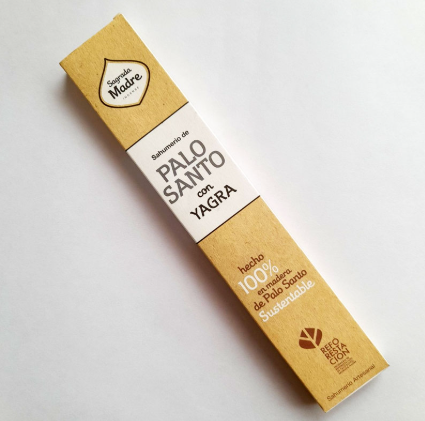 Sagrada
Madre
Sahumerio de
PALO
SANTO
con
YAGRA
hecho
100%
en madera
de Palo Santo
Sustentable
REFO
RESTA
CIÓN
Sahumerio Artesanal